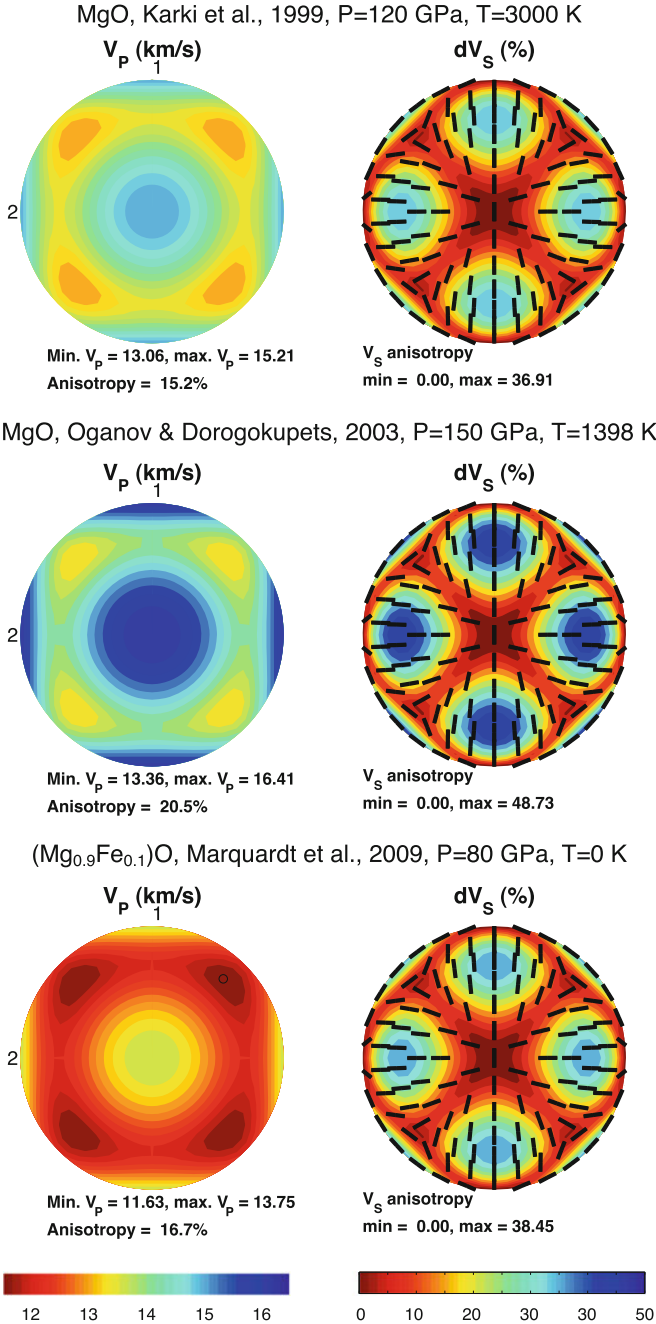 MgO, Karki et al., 1999, P=120 GPa, T=3000 K
V_P (km/s) dV_S (%)
1
2
Min. V_P = 13.06, max. V_P = 15.21
Anisotropy = 15.2%
V_S anisotropy
min = 0.00, max = 36.91
MgO, Oganov & Dorogokupets, 2003, P=150 GPa, T=1398 K
V_P (km/s) dV_S (%)
1
2
Min. V_P = 13.36, max. V_P = 16.41
Anisotropy = 20.5%
V_S anisotropy
min = 0.00, max = 48.73
(Mg₀.₉Fe₀.₁)O, Marquardt et al., 2009, P=80 GPa, T=0 K
V_P (km/s) dV_S (%)
1
2
Min. V_P = 11.63, max. V_P = 13.75
Anisotropy = 16.7%
V_S anisotropy
min = 0.00, max = 38.45
12 13 14 15 16
0 10 20 30 30 50